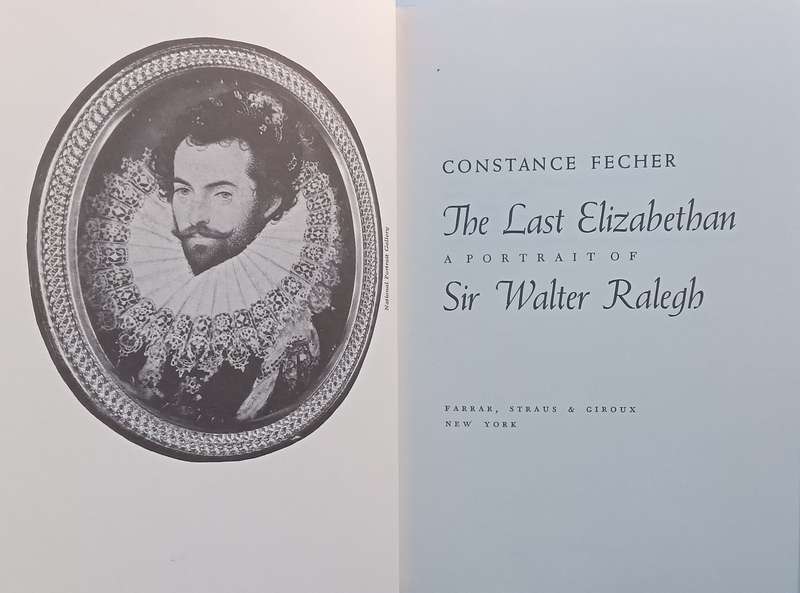 National Portrait Gallery
CONSTANCE FECHER
The Last Elizabethan
A PORTRAIT OF
Sir Walter Ralegh
FARRAR, STRAUS & GIROUX
NEW YORK